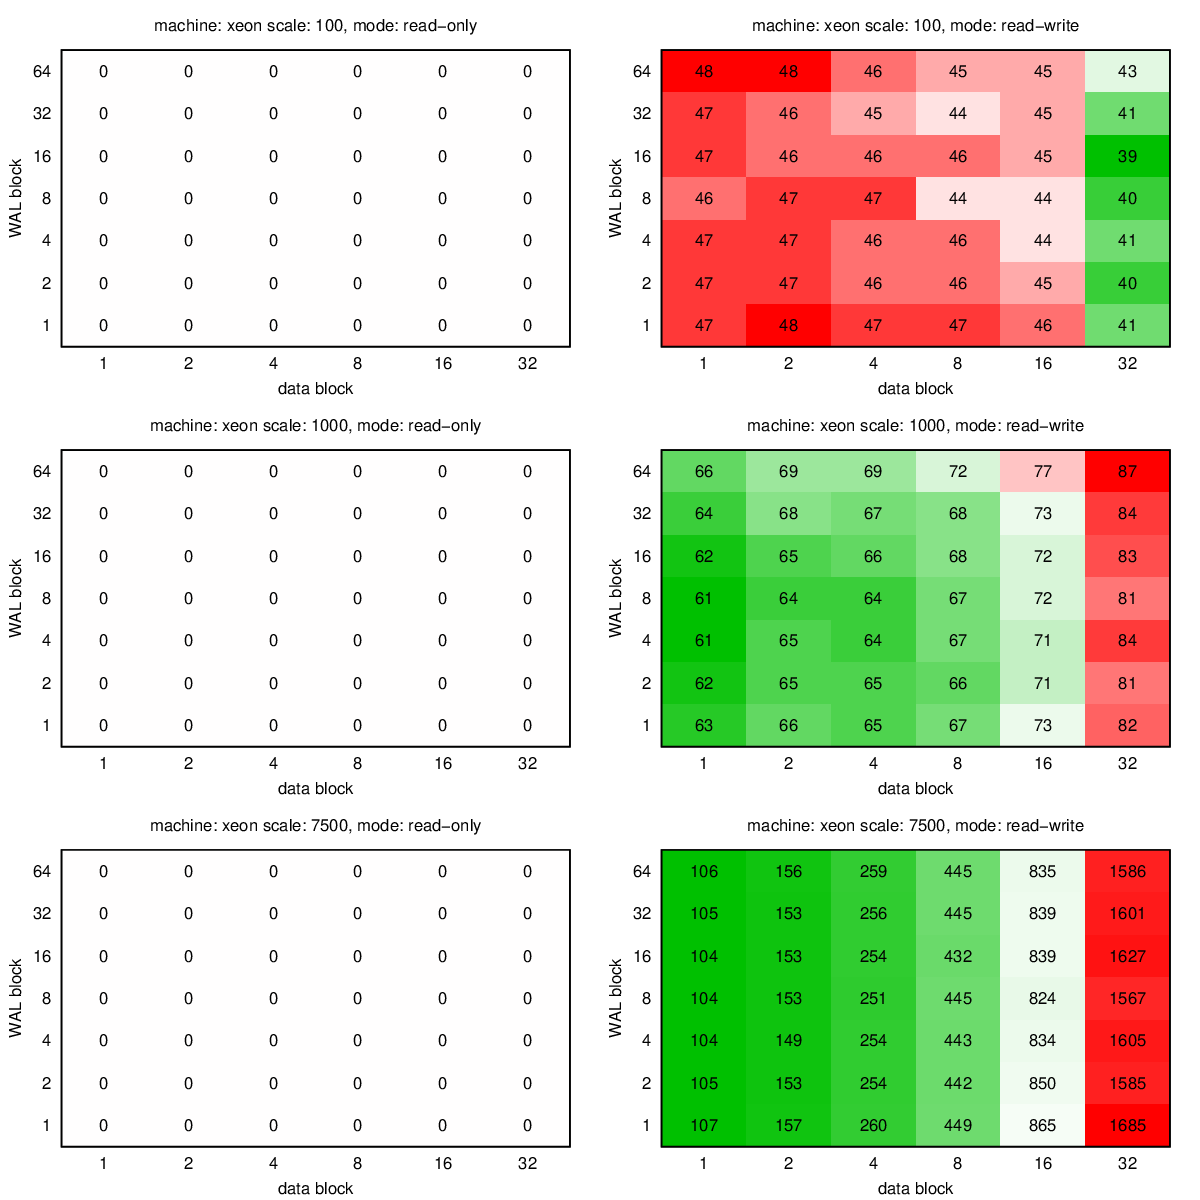 machine: xeon scale: 100, mode: read−only
64 0 0 0 0 0 0
32 0 0 0 0 0 0
16 0 0 0 0 0 0
8 0 0 0 0 0 0
4 0 0 0 0 0 0
2 0 0 0 0 0 0
1 0 0 0 0 0 0
WAL block
1 2 4 8 16 32
data block
machine: xeon scale: 100, mode: read−write
64 48 48 46 45 45 43
32 47 46 45 44 45 41
16 47 46 46 46 45 39
8 46 47 47 44 44 40
4 47 47 46 46 44 41
2 47 47 46 46 45 40
1 47 48 47 47 46 41
WAL block
1 2 4 8 16 32
data block
machine: xeon scale: 1000, mode: read−only
64 0 0 0 0 0 0
32 0 0 0 0 0 0
16 0 0 0 0 0 0
8 0 0 0 0 0 0
4 0 0 0 0 0 0
2 0 0 0 0 0 0
1 0 0 0 0 0 0
WAL block
1 2 4 8 16 32
data block
machine: xeon scale: 1000, mode: read−write
64 66 69 69 72 77 87
32 64 68 67 68 73 84
16 62 65 66 68 72 83
8 61 64 64 67 72 81
4 61 65 64 67 71 84
2 62 65 65 66 71 81
1 63 66 65 67 73 82
WAL block
1 2 4 8 16 32
data block
machine: xeon scale: 7500, mode: read−only
64 0 0 0 0 0 0
32 0 0 0 0 0 0
16 0 0 0 0 0 0
8 0 0 0 0 0 0
4 0 0 0 0 0 0
2 0 0 0 0 0 0
1 0 0 0 0 0 0
WAL block
1 2 4 8 16 32
data block
machine: xeon scale: 7500, mode: read−write
64 106 156 259 445 835 1586
32 105 153 256 445 839 1601
16 104 153 254 432 839 1627
8 104 153 251 445 824 1567
4 104 149 254 443 834 1605
2 105 153 254 442 850 1585
1 107 157 260 449 865 1685
WAL block
1 2 4 8 16 32
data block